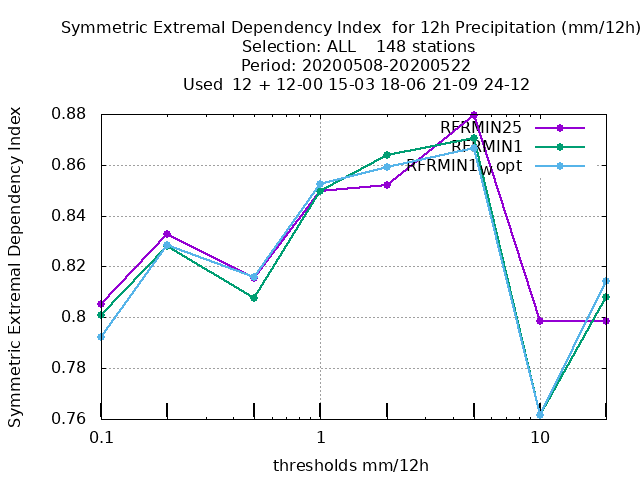 Symmetric Extremal Dependency Index  for 12h Precipitation (mm/12h)
Selection: ALL    148 stations
Period: 20200508-20200522
Used  12 + 12-00 15-03 18-06 21-09 24-12
Symmetric Extremal Dependency Index
0.88
0.86
0.84
0.82
0.8
0.78
0.76
RFRMIN25
RFRMIN1
RFRMIN1wopt
0.1
1
10
thresholds mm/12h